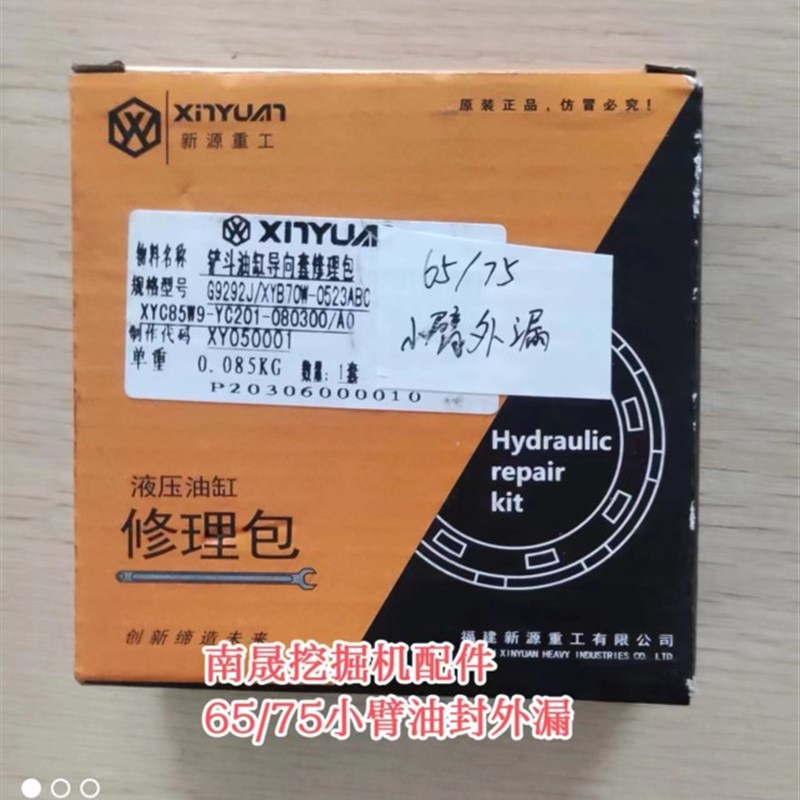 XINYUAN
新源重工
原装正品，仿冒必究！
XINYUA
物料名称 铲斗油缸导向套修理包
规格型号 G9292J/XYB70W-0523ABC
XYC85W9-YC201-080300/A0
制作代码 XY050001
单重 0.085KG 数量：1套
P20306000010
65/75
小臂外漏
Hydraulic
repair
kit
液压油缸
修理包
创新缔造未来
福建新源重工有限公司
XINYUAN HEAVY INDUSTRIES CO., LTD.
南晟挖掘机配件
65/75小臂油封外漏